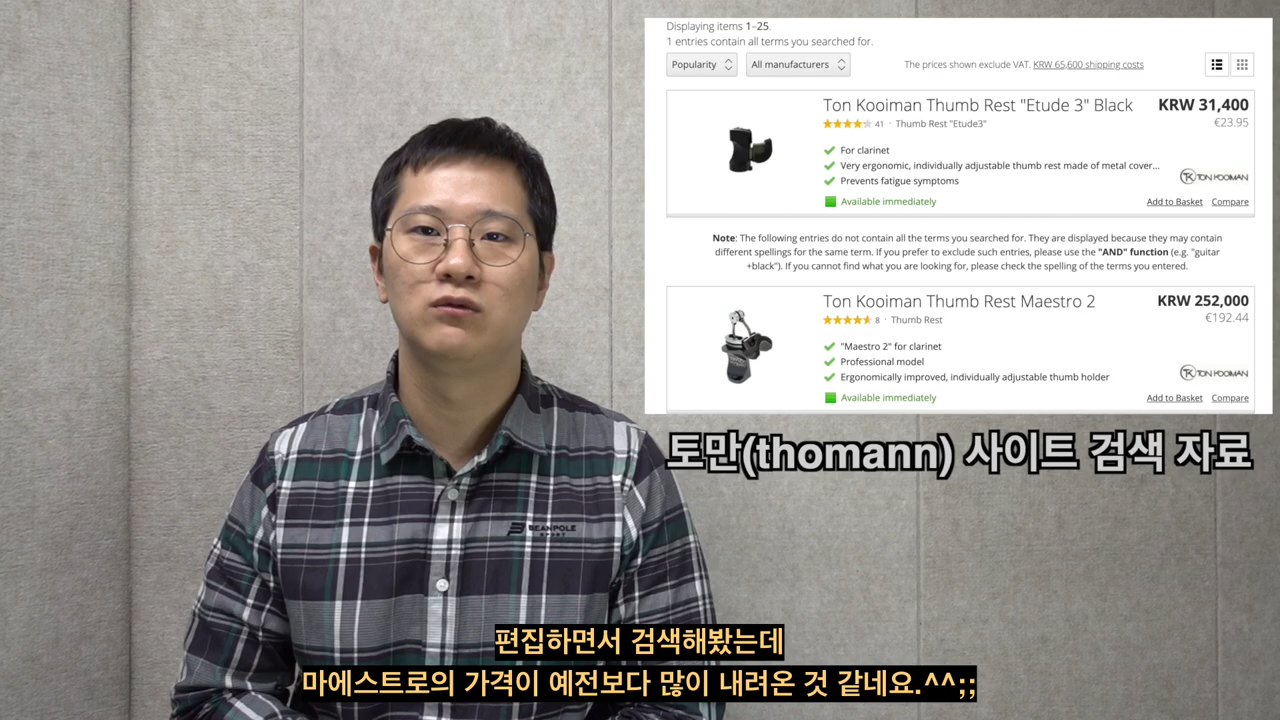 Displaying items 1–25.
1 entries contain all terms you searched for.
Popularity
All manufacturers
The prices shown exclude VAT. KRW 65,600 shipping costs
Ton Kooiman Thumb Rest "Etude 3" Black
KRW 31,400
41 · Thumb Rest "Etude3"
€23.95
For clarinet
Very ergonomic, individually adjustable thumb rest made of metal cover...
Prevents fatigue symptoms
TK TON KOOIMAN
Available immediately
Add to Basket Compare
Note: The following entries do not contain all the terms you searched for. They are displayed because they may contain
different spellings for the same term. If you prefer to exclude such entries, please use the "AND" function (e.g. "guitar
+black"). If you cannot find what you are looking for, please check the spelling of the terms you entered.
Ton Kooiman Thumb Rest Maestro 2
KRW 252,000
8 · Thumb Rest
€192.44
"Maestro 2" for clarinet
Professional model
Ergonomically improved, individually adjustable thumb holder
TK TON KOOIMAN
Available immediately
Add to Basket Compare
토만(thomann) 사이트 검색 자료
BEANPOLE
SPORT
편집하면서 검색해봤는데
마에스트로의 가격이 예전보다 많이 내려온 것 같네요.^^;;